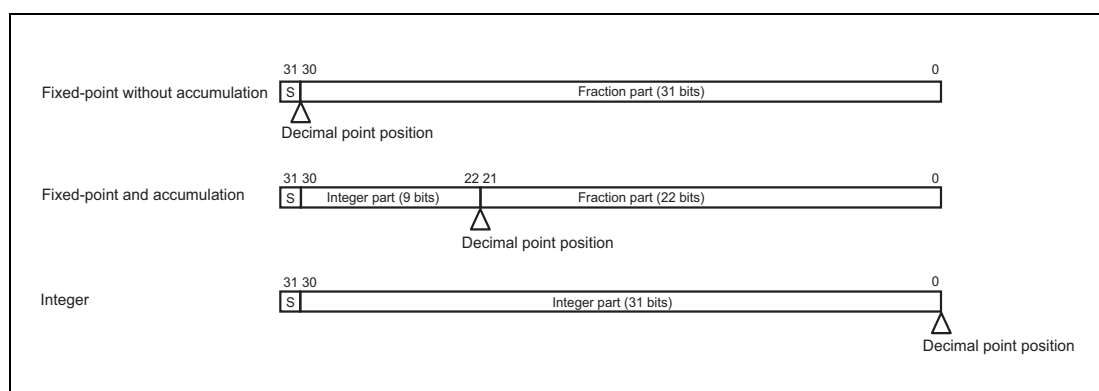 31 30 0
Fixed-point without accumulation S Fraction part (31 bits)
Decimal point position
31 30 22 21 0
Fixed-point and accumulation S Integer part (9 bits) Fraction part (22 bits)
Decimal point position
31 30 0
Integer S Integer part (31 bits)
Decimal point position